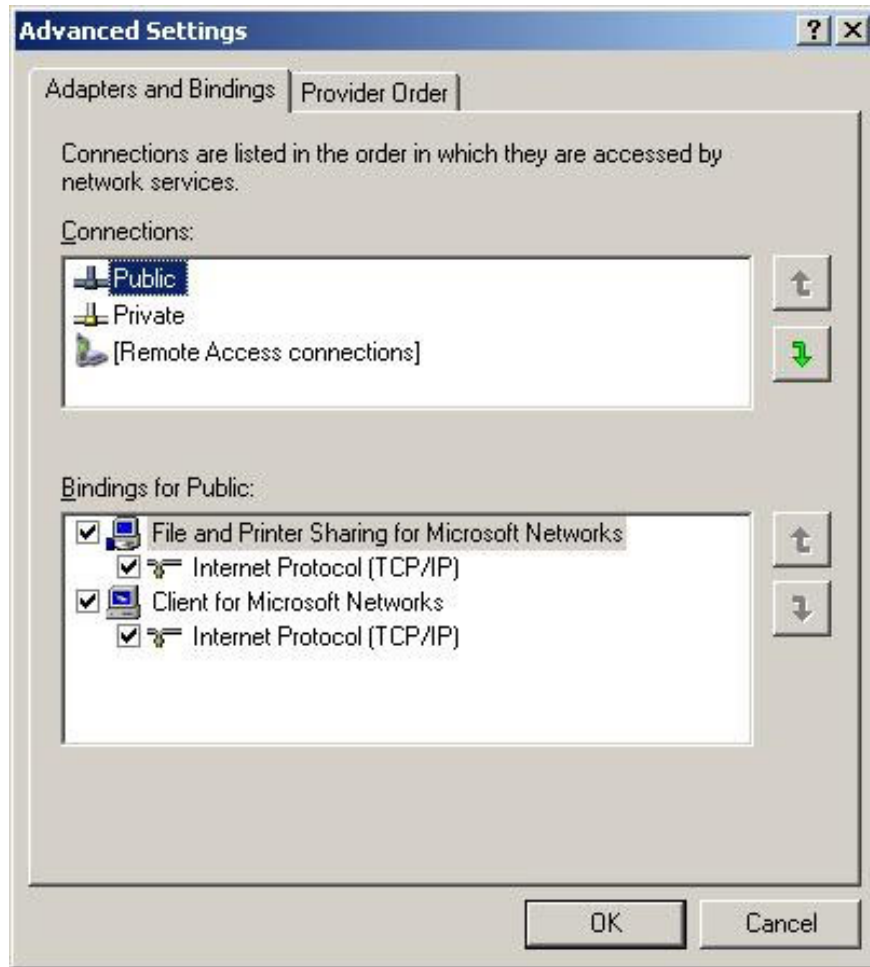 Advanced Settings
Adapters and Bindings
Provider Order
Connections are listed in the order in which they are accessed by
network services.
Connections:
Public
Private
[Remote Access connections]
Bindings for Public:
File and Printer Sharing for Microsoft Networks
Internet Protocol (TCP/IP)
Client for Microsoft Networks
Internet Protocol (TCP/IP)
OK
Cancel